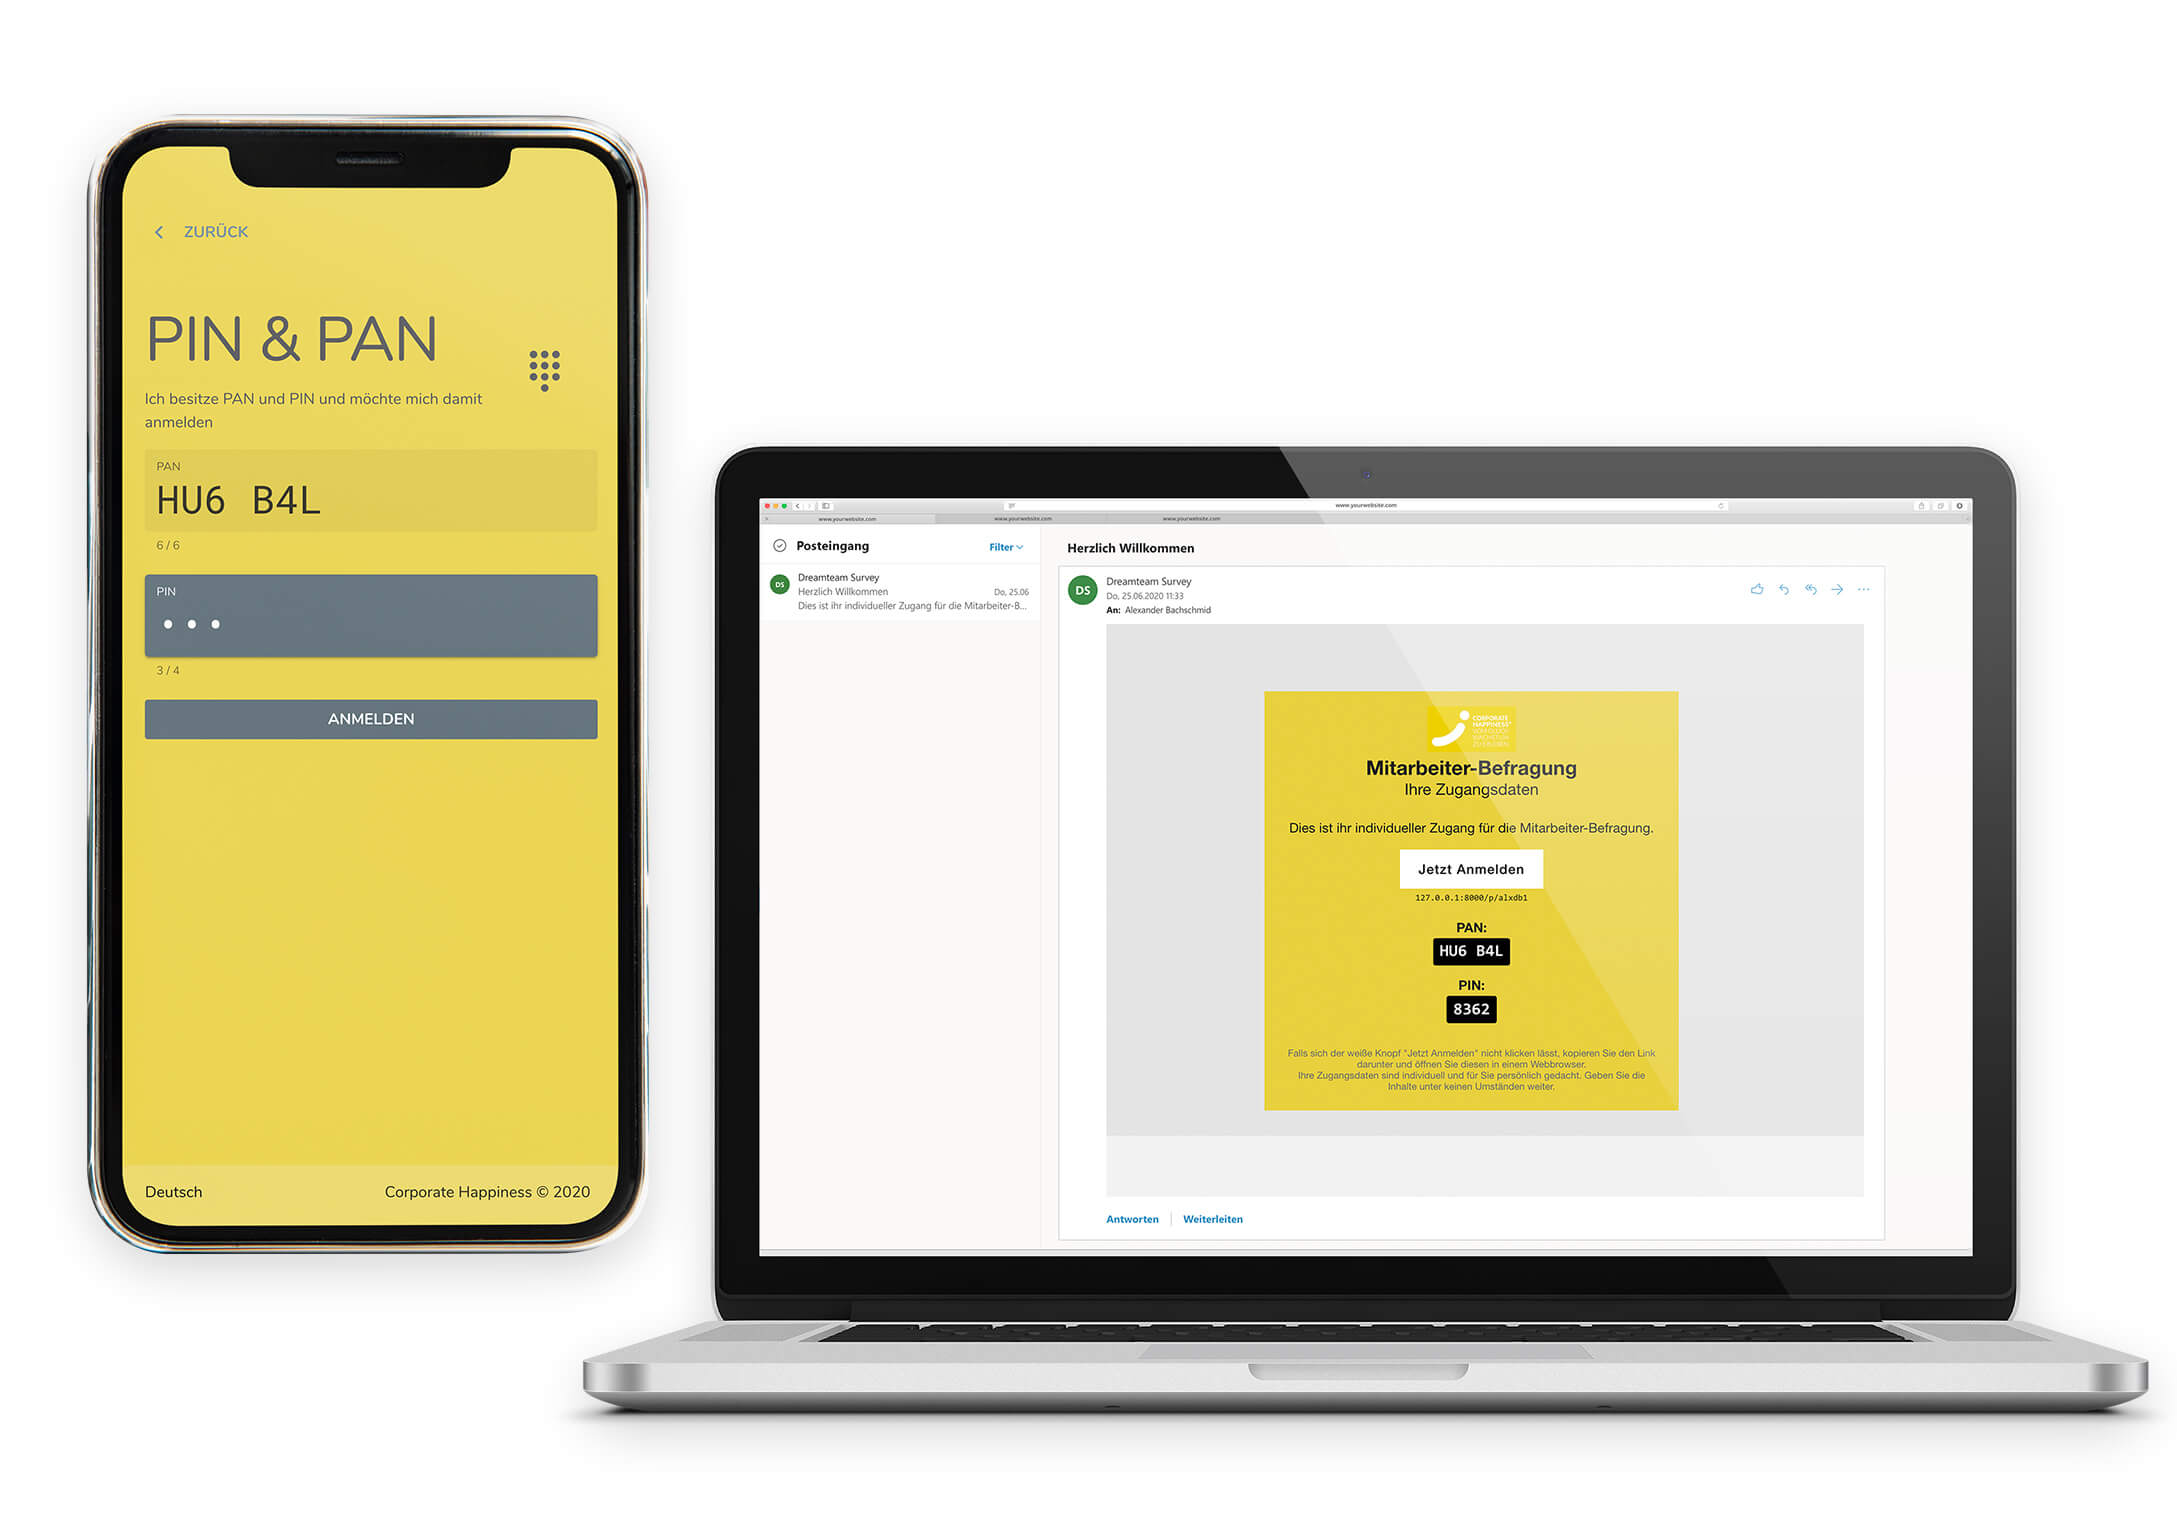 ZURÜCK
PIN & PAN
Ich besitze PAN und PIN und möchte mich damit
anmelden
PAN
HU6 B4L
6 / 6
PIN
3 / 4
ANMELDEN
Deutsch
Corporate Happiness © 2020
www.yourwebsite.com
www.yourwebsite.com
www.yourwebsite.com
www.yourwebsite.com
Posteingang
Filter
DS
Dreamteam Survey
Herzlich Willkommen
Do, 25.06
Dies ist ihr individueller Zugang für die Mitarbeiter-B...
Herzlich Willkommen
DS
Dreamteam Survey
Do, 25.06.2020 11:33
An: Alexander Bachschmid
CORPORATE
HAPPINESS
Mitarbeiter-Befragung
Ihre Zugangsdaten
Dies ist ihr individueller Zugang für die Mitarbeiter-Befragung.
Jetzt Anmelden
127.0.0.1:8000/p/alxdb1
PAN:
HU6 B4L
PIN:
8362
Falls sich der weiße Knopf "Jetzt Anmelden" nicht klicken lässt, kopieren Sie den Link
darunter und öffnen Sie diesen in einem Webbrowser.
Ihre Zugangsdaten sind individuell und für Sie persönlich gedacht. Geben Sie die
Inhalte unter keinen Umständen weiter.
Antworten
Weiterleiten